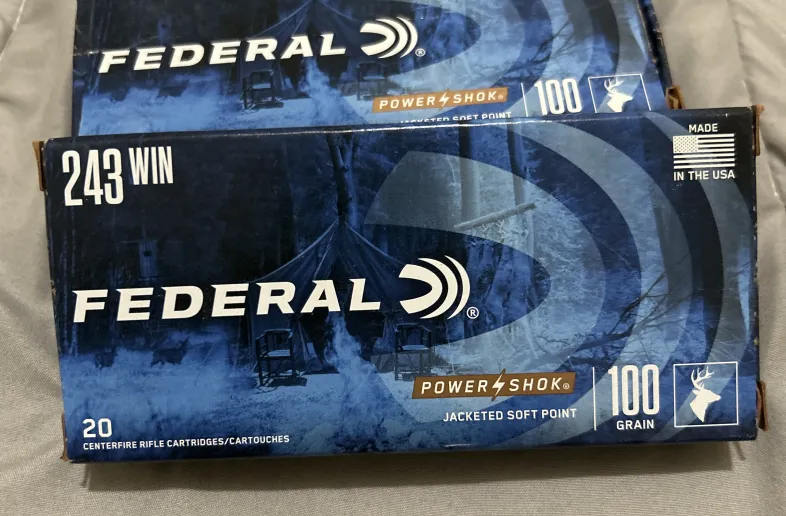 FEDERAL®
POWER SHOK®
100
JACKETED SOFT POINT
243 WIN
MADE
IN THE USA
FEDERAL®
POWER SHOK®
JACKETED SOFT POINT
100
GRAIN
20
CENTERFIRE RIFLE CARTRIDGES/CARTOUCHES